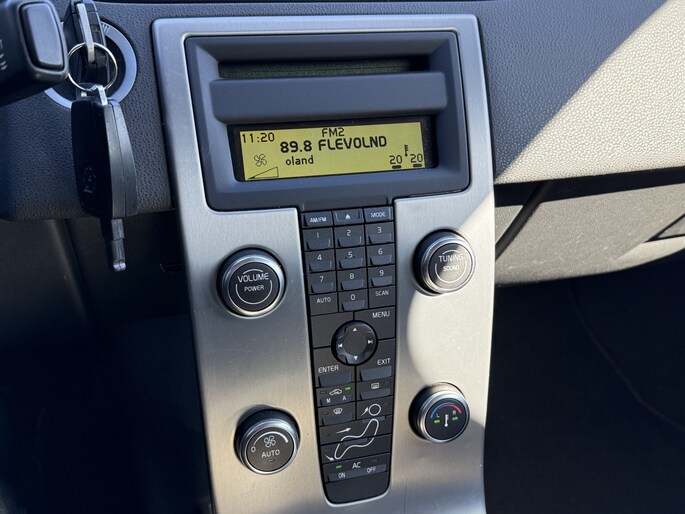 FM2
11:20
89.8 FLEVOLND
oland
20 20
AM/FM MODE
2 3
4 5 6
7 8 9
AUTO 0 SCAN
VOLUME
POWER
TUNING
SOUND
MENU
ENTER
EXIT
M A
0
AUTO
AC
ON OFF